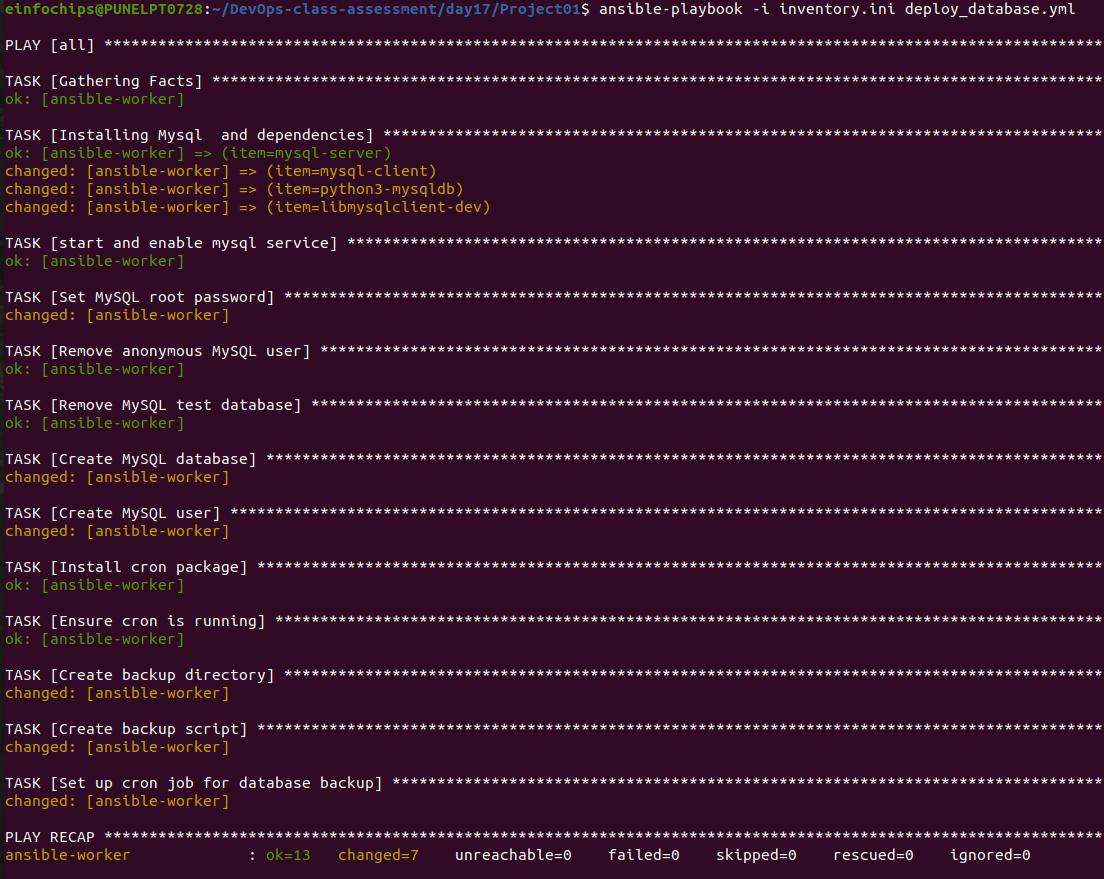 einfochips@PUNELPT0728:~/DevOps-class-assessment/day17/Project01$ ansible-playbook -i inventory.ini deploy_database.yml
PLAY [all] ***************************************************************************************************************
TASK [Gathering Facts] ***************************************************************************************************
ok: [ansible-worker]
TASK [Installing Mysql  and dependencies] ********************************************************************************
ok: [ansible-worker] => (item=mysql-server)
changed: [ansible-worker] => (item=mysql-client)
changed: [ansible-worker] => (item=python3-mysqldb)
changed: [ansible-worker] => (item=libmysqlclient-dev)
TASK [start and enable mysql service] ************************************************************************************
ok: [ansible-worker]
TASK [Set MySQL root password] *******************************************************************************************
changed: [ansible-worker]
TASK [Remove anonymous MySQL user] ***************************************************************************************
ok: [ansible-worker]
TASK [Remove MySQL test database] ****************************************************************************************
ok: [ansible-worker]
TASK [Create MySQL database] *********************************************************************************************
changed: [ansible-worker]
TASK [Create MySQL user] *************************************************************************************************
changed: [ansible-worker]
TASK [Install cron package] **********************************************************************************************
ok: [ansible-worker]
TASK [Ensure cron is running] ********************************************************************************************
ok: [ansible-worker]
TASK [Create backup directory] *******************************************************************************************
changed: [ansible-worker]
TASK [Create backup script] **********************************************************************************************
changed: [ansible-worker]
TASK [Set up cron job for database backup] *******************************************************************************
changed: [ansible-worker]
PLAY RECAP ***************************************************************************************************************
ansible-worker             : ok=13   changed=7    unreachable=0    failed=0    skipped=0    rescued=0    ignored=0